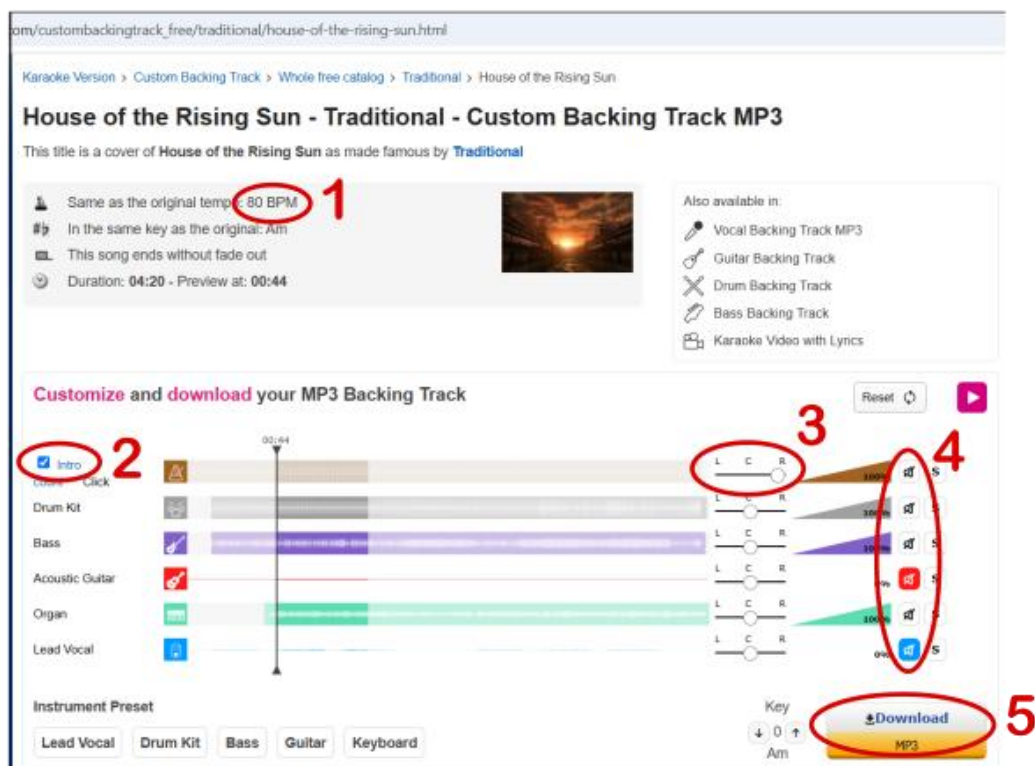 om/custombackingtrack_free/traditional/house-of-the-rising-sun.html
Karaoke Version > Custom Backing Track > Whole free catalog > Traditional > House of the Rising Sun
House of the Rising Sun - Traditional - Custom Backing Track MP3
This title is a cover of House of the Rising Sun as made famous by Traditional
Same as the original tempo: 80 BPM
1
In the same key as the original: Am
This song ends without fade out
Duration: 04:20 - Preview at: 00:44
Also available in:
Vocal Backing Track MP3
Guitar Backing Track
Drum Backing Track
Bass Backing Track
Karaoke Video with Lyrics
Customize and download your MP3 Backing Track
Reset
00:44
2
3
4
Intro
count Click
L C R
100%
S
Drum Kit
L C R
100%
S
Bass
L C R
100%
S
Acoustic Guitar
L C R
0%
S
Organ
L C R
100%
S
Lead Vocal
L C R
0%
S
Instrument Preset
Lead Vocal Drum Kit Bass Guitar Keyboard
Key
0
Am
Download
MP3
5